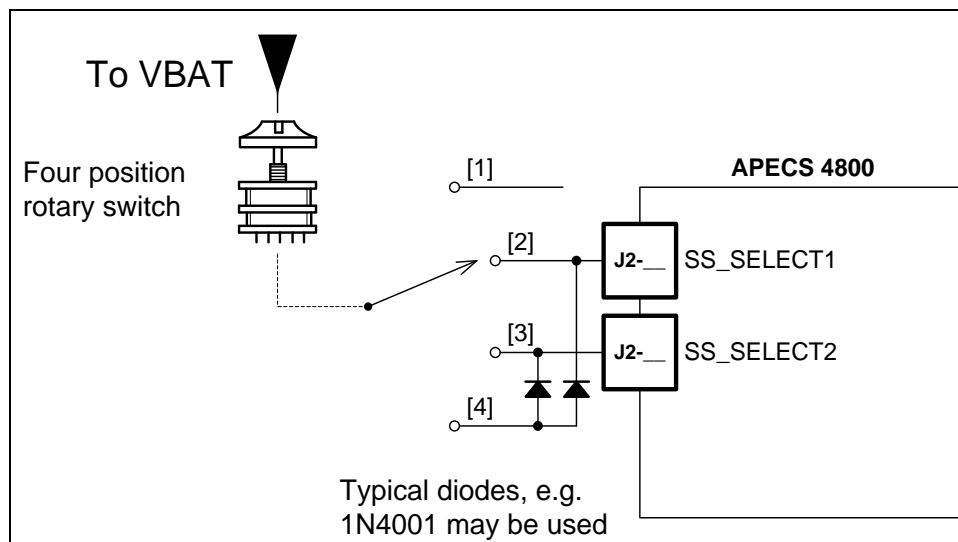 To VBAT
Four position
rotary switch
[1]
APECS 4800
[2]
J2-__
SS_SELECT1
[3]
J2-__
SS_SELECT2
[4]
Typical diodes, e.g.
1N4001 may be used